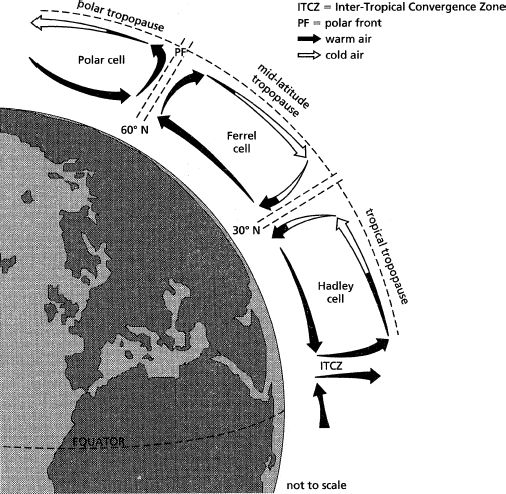 ITCZ = Inter-Tropical Convergence Zone
PF = polar front
warm air
cold air
polar tropopause
Polar cell
PF
mid-latitude
tropopause
60° N
Ferrel
cell
30° N
tropical tropopause
Hadley
cell
ITCZ
EQUATOR
not to scale